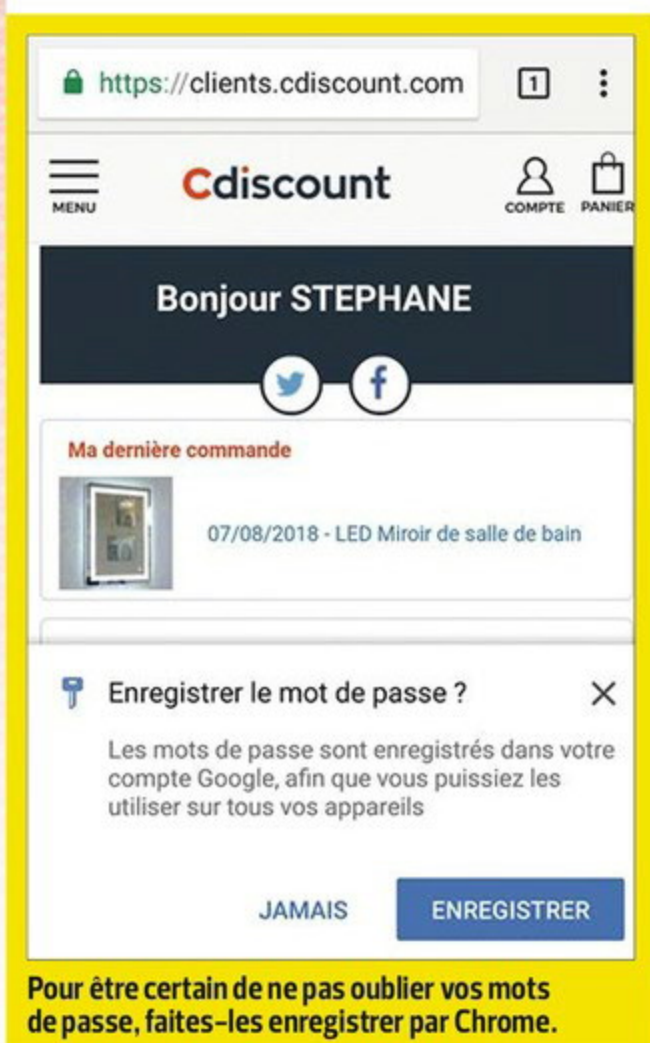 https://clients.cdiscount.com 1
MENU
Cdiscount
COMPTE PANIER
Bonjour STEPHANE
Ma dernière commande
07/08/2018 - LED Miroir de salle de bain
Enregistrer le mot de passe ?
Les mots de passe sont enregistrés dans votre
compte Google, afin que vous puissiez les
utiliser sur tous vos appareils
JAMAIS ENREGISTRER
Pour être certain de ne pas oublier vos mots
de passe, faites-les enregistrer par Chrome.